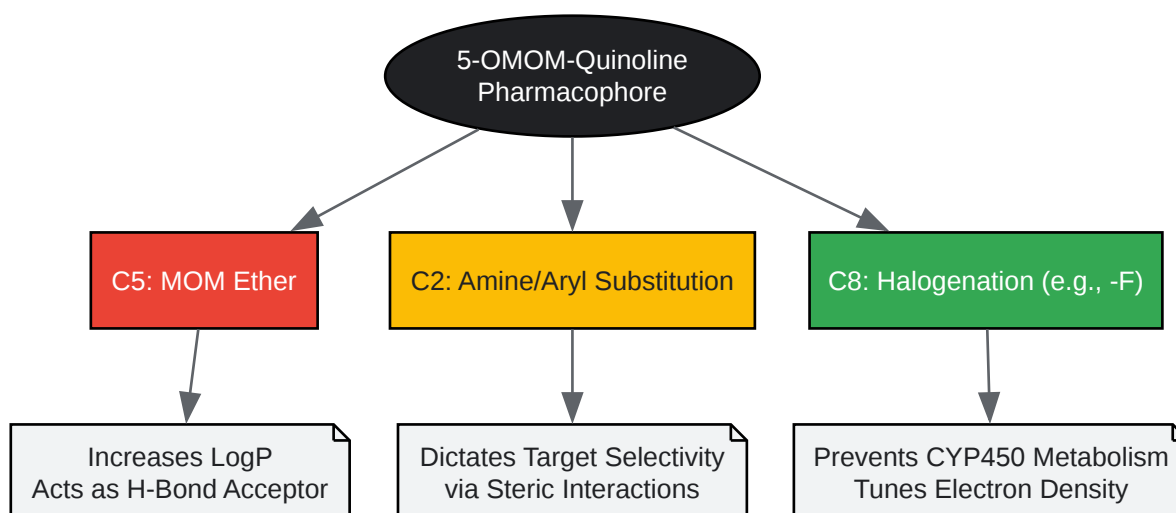 5-OMOM-Quinoline
Pharmacophore
C5: MOM Ether
C2: Amine/Aryl Substitution
C8: Halogenation (e.g., -F)
Increases LogP
Acts as H-Bond Acceptor
Dictates Target Selectivity
via Steric Interactions
Prevents CYP450 Metabolism
Tunes Electron Density